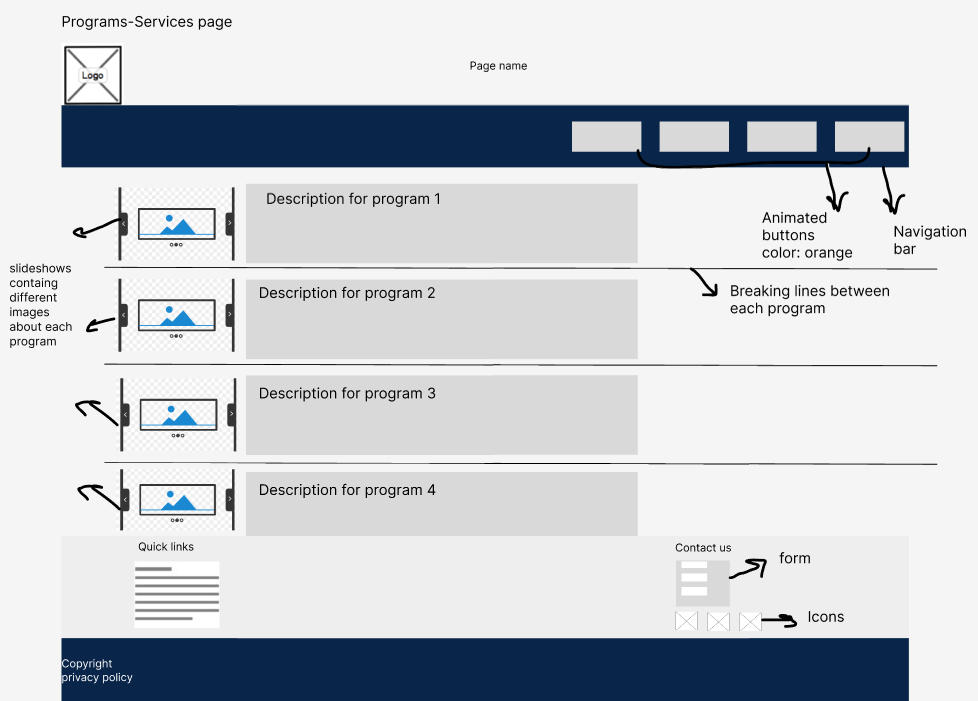 Programs-Services page
Logo
Page name
Description for program 1
Animated
buttons
color: orange
Navigation
bar
slideshows
containg
different
images
about each
program
Description for program 2
Breaking lines between
each program
Description for program 3
Description for program 4
Quick links
Contact us
form
Icons
Copyright
privacy policy